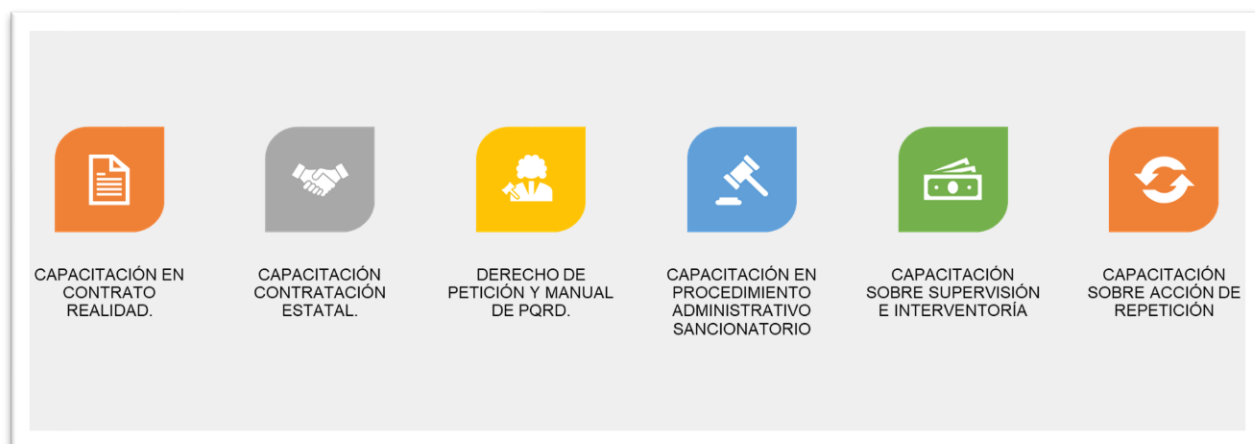 CAPACITACIÓN EN
CONTRATO
REALIDAD.
CAPACITACIÓN
CONTRATACIÓN
ESTATAL.
DERECHO DE
PETICIÓN Y MANUAL
DE PQRD.
CAPACITACIÓN EN
PROCEDIMIENTO
ADMINISTRATIVO
SANCIONATORIO
CAPACITACIÓN
SOBRE SUPERVISIÓN
E INTERVENTORÍA
CAPACITACIÓN
SOBRE ACCIÓN DE
REPETICIÓN